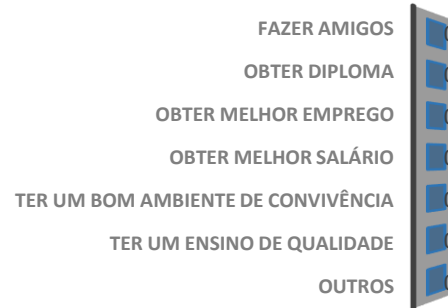 FAZER AMIGOS
OBTER DIPLOMA
OBTER MELHOR EMPREGO
OBTER MELHOR SALÁRIO
TER UM BOM AMBIENTE DE CONVIVÊNCIA
TER UM ENSINO DE QUALIDADE
OUTROS